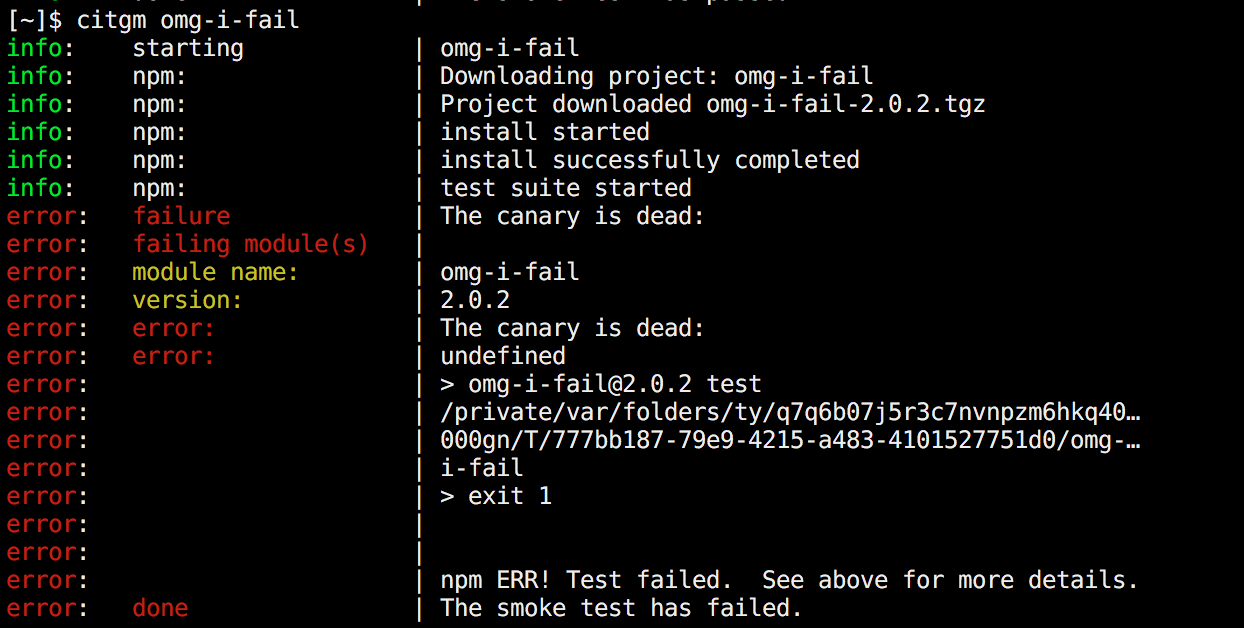 [~]$ citgm omg-i-fail
info:    starting            | omg-i-fail
info:    npm:                | Downloading project: omg-i-fail
info:    npm:                | Project downloaded omg-i-fail-2.0.2.tgz
info:    npm:                | install started
info:    npm:                | install successfully completed
info:    npm:                | test suite started
error:   failure             | The canary is dead:
error:   failing module(s)   |
error:   module name:        | omg-i-fail
error:   version:            | 2.0.2
error:   error:              | The canary is dead:
error:   error:              | undefined
error:                       | > omg-i-fail@2.0.2 test
error:                       | /private/var/folders/ty/q7q6b07j5r3c7nvnpzm6hkq40…
error:                       | 000gn/T/777bb187-79e9-4215-a483-4101527751d0/omg-…
error:                       | i-fail
error:                       | > exit 1
error:                       |
error:                       |
error:                       | npm ERR! Test failed.  See above for more details.
error:   done                | The smoke test has failed.